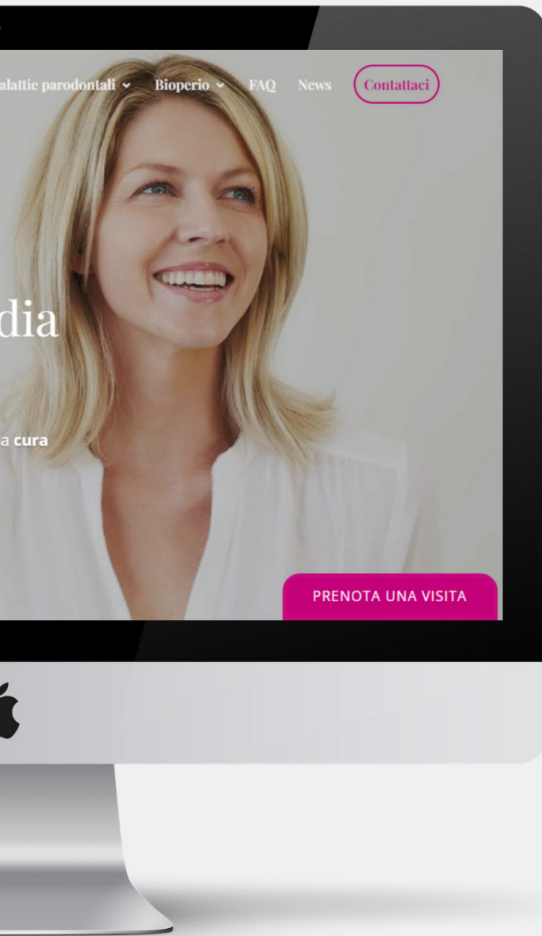 alattie parodontali Bioperio FAQ News Contattaci
dia
a cura
PRENOTA UNA VISITA